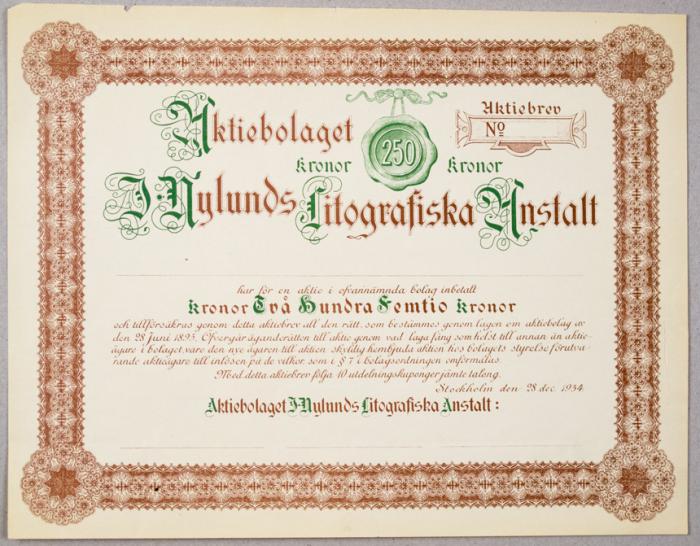 Aktiebrev
Aktiebolaget
250
No
kronor kronor
J. Nylunds Litografiska Anstalt
har för en aktie i ofvannämnda bolag inbetalt
kronor Två Hundra Femtio kronor
och tillförsäkras genom detta aktiebrev all den rätt, som bestämmes genom lagen om aktiebolag av
den 28 Juni 1895. Ofvergår äganderätten till aktie genom vad laga fång som helst till annan än aktie-
ägare i bolaget, vare den nye ägaren till aktien skyldig hembjuda aktien hos bolagets styrelse förutva-
rande aktieägare till inlösen på de vilkor, som i § 7 i bolagsordningen omförmälas.
Med detta aktiebrev följa 10 utdelningskuponger jämte talong.
Stockholm den 28 dec. 1934.
Aktiebolaget J. Nylunds Litografiska Anstalt: